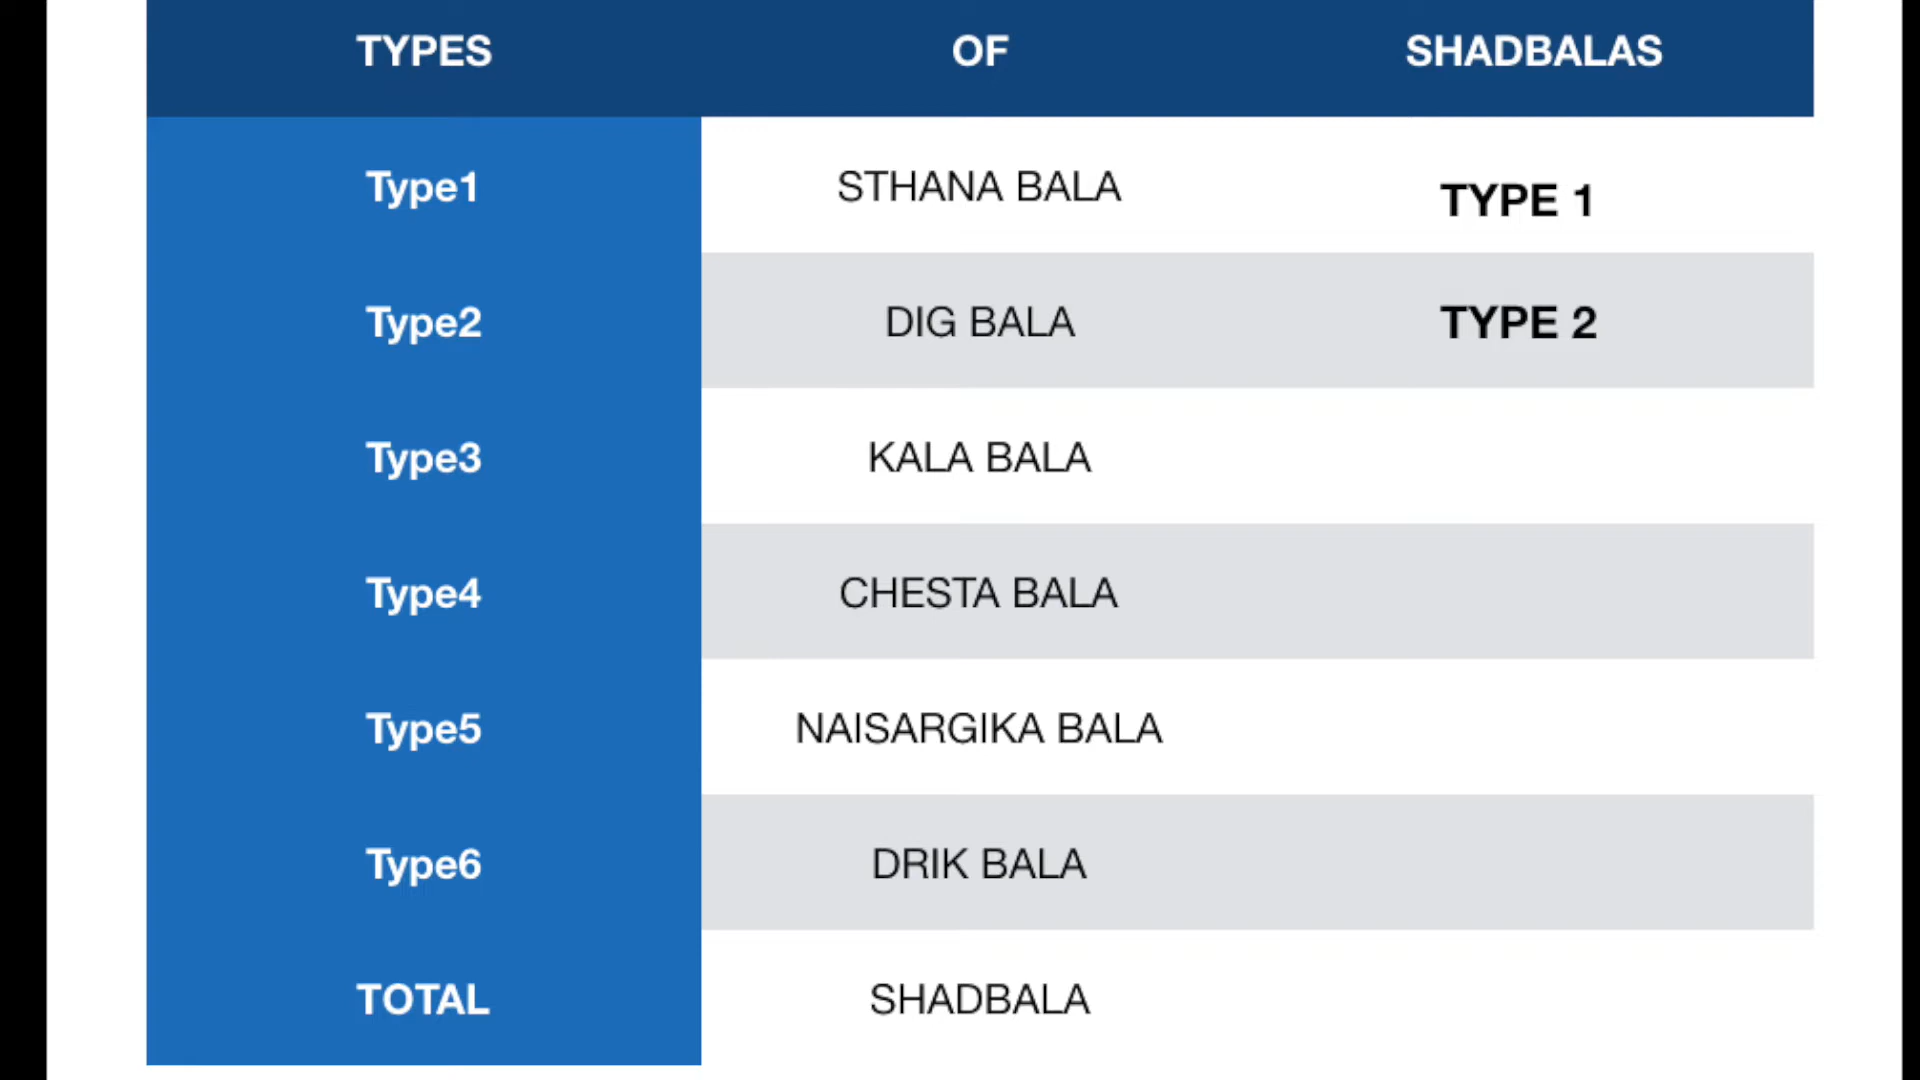 TYPES OF SHADBALAS
Type1 STHANA BALA TYPE 1
Type2 DIG BALA TYPE 2
Type3 KALA BALA
Type4 CHESTA BALA
Type5 NAISARGIKA BALA
Type6 DRIK BALA
TOTAL SHADBALA